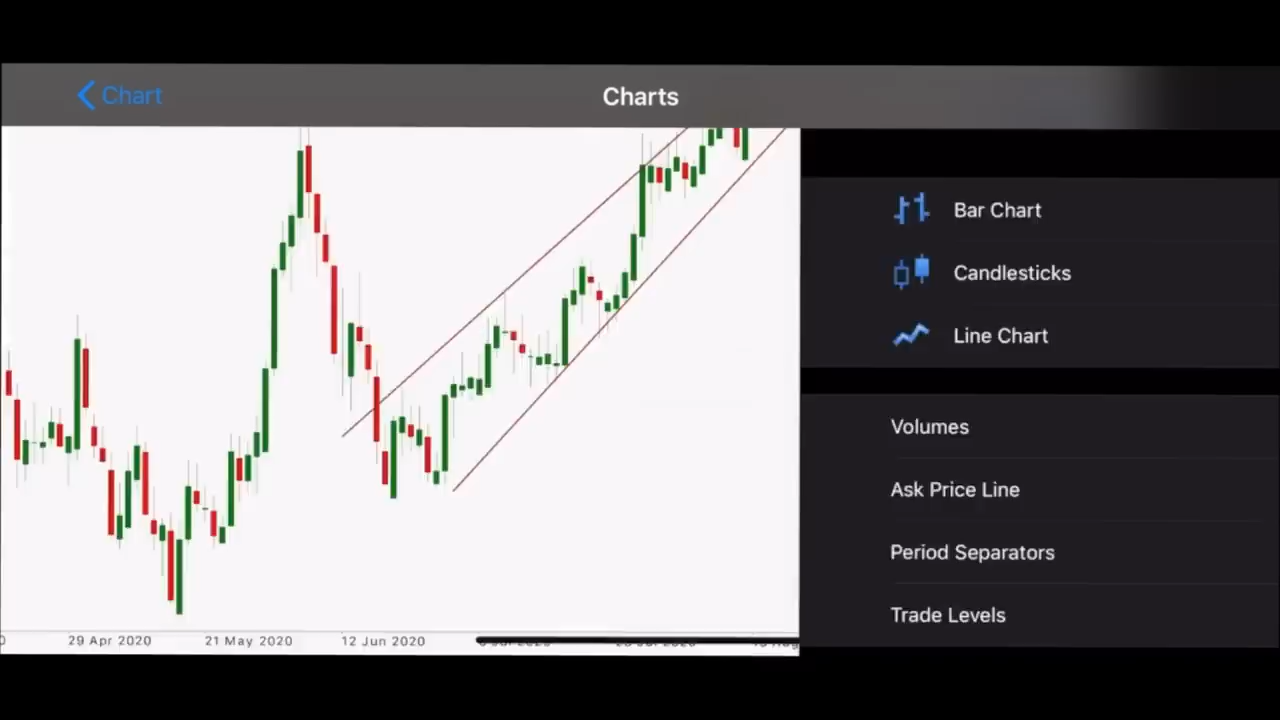 Chart
Charts
Bar Chart
Candlesticks
Line Chart
Volumes
Ask Price Line
Period Separators
Trade Levels
29 Apr 2020
21 May 2020
12 Jun 2020